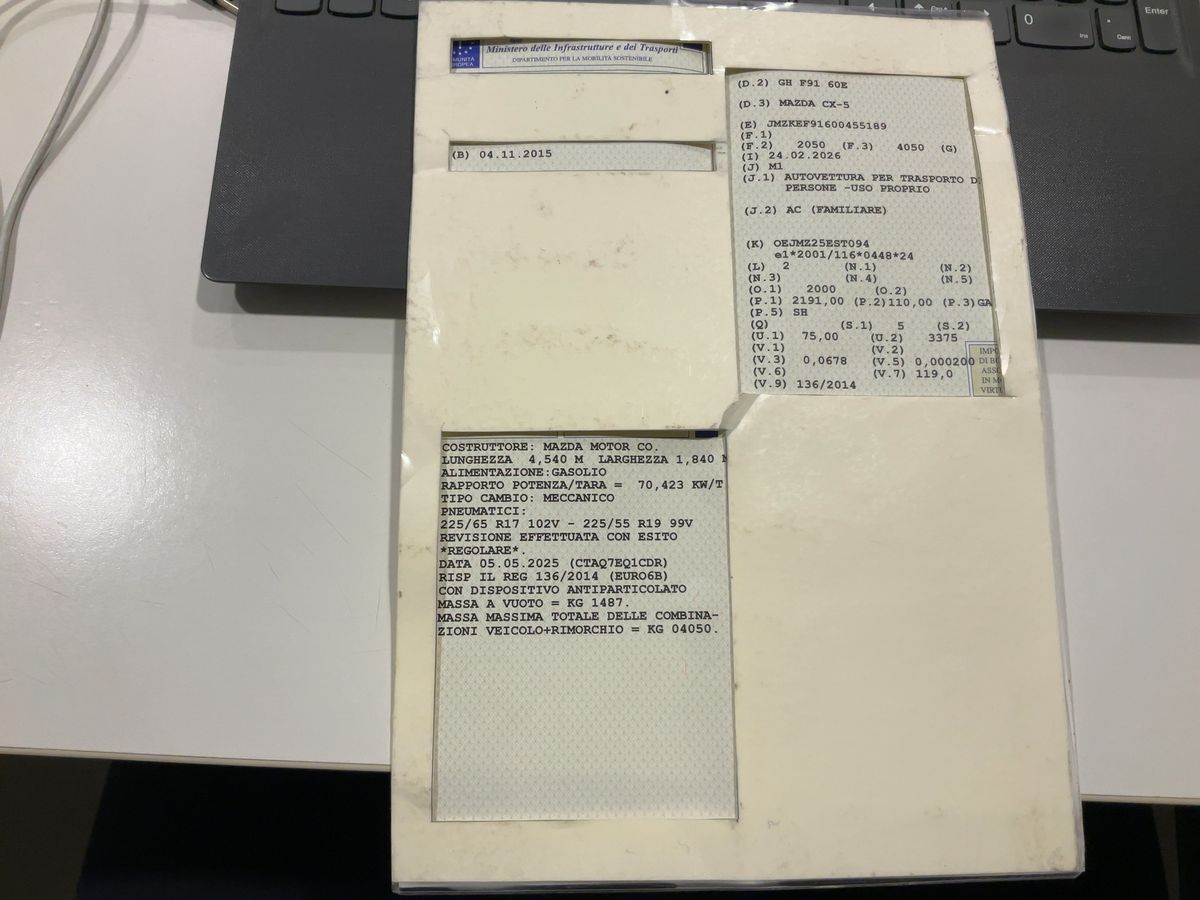 Ministero delle Infrastrutture e dei Trasporti
DIPARTIMENTO PER LA MOBILITÀ SOSTENIBILE
(B) 04.11.2015
(D.2) GH F91 60E
(D.3) MAZDA CX-5
(E) JMZKEF91600455189
(F.1)
(F.2) 2050 (F.3) 4050 (G)
(I) 24.02.2026
(J) M1
(J.1) AUTOVETTURA PER TRASPORTO DI
PERSONE -USO PROPRIO
(J.2) AC (FAMILIARE)
(K) OEJMZ25EST094
e1*2001/116*0448*24
(L) 2 (N.1) (N.2)
(N.3) (N.4) (N.5)
(O.1) 2000 (O.2)
(P.1) 2191,00 (P.2)110,00 (P.3)GA
(P.5) SH
(Q) (S.1) 5 (S.2)
(U.1) 75,00 (U.2) 3375
(V.1) (V.2)
(V.3) 0,0678 (V.5) 0,000200
(V.6) (V.7) 119,0
(V.9) 136/2014
COSTRUTTORE: MAZDA MOTOR CO.
LUNGHEZZA 4,540 M LARGHEZZA 1,840 M
ALIMENTAZIONE:GASOLIO
RAPPORTO POTENZA/TARA = 70,423 KW/T
TIPO CAMBIO: MECCANICO
PNEUMATICI:
225/65 R17 102V - 225/55 R19 99V
REVISIONE EFFETTUATA CON ESITO
*REGOLARE*.
DATA 05.05.2025 (CTAQ7EQ1CDR)
RISP IL REG 136/2014 (EURO6B)
CON DISPOSITIVO ANTIPARTICOLATO
MASSA A VUOTO = KG 1487.
MASSA MASSIMA TOTALE DELLE COMBINA-
ZIONI VEICOLO+RIMORCHIO = KG 04050.
0
Ins
.
Canc
Enter